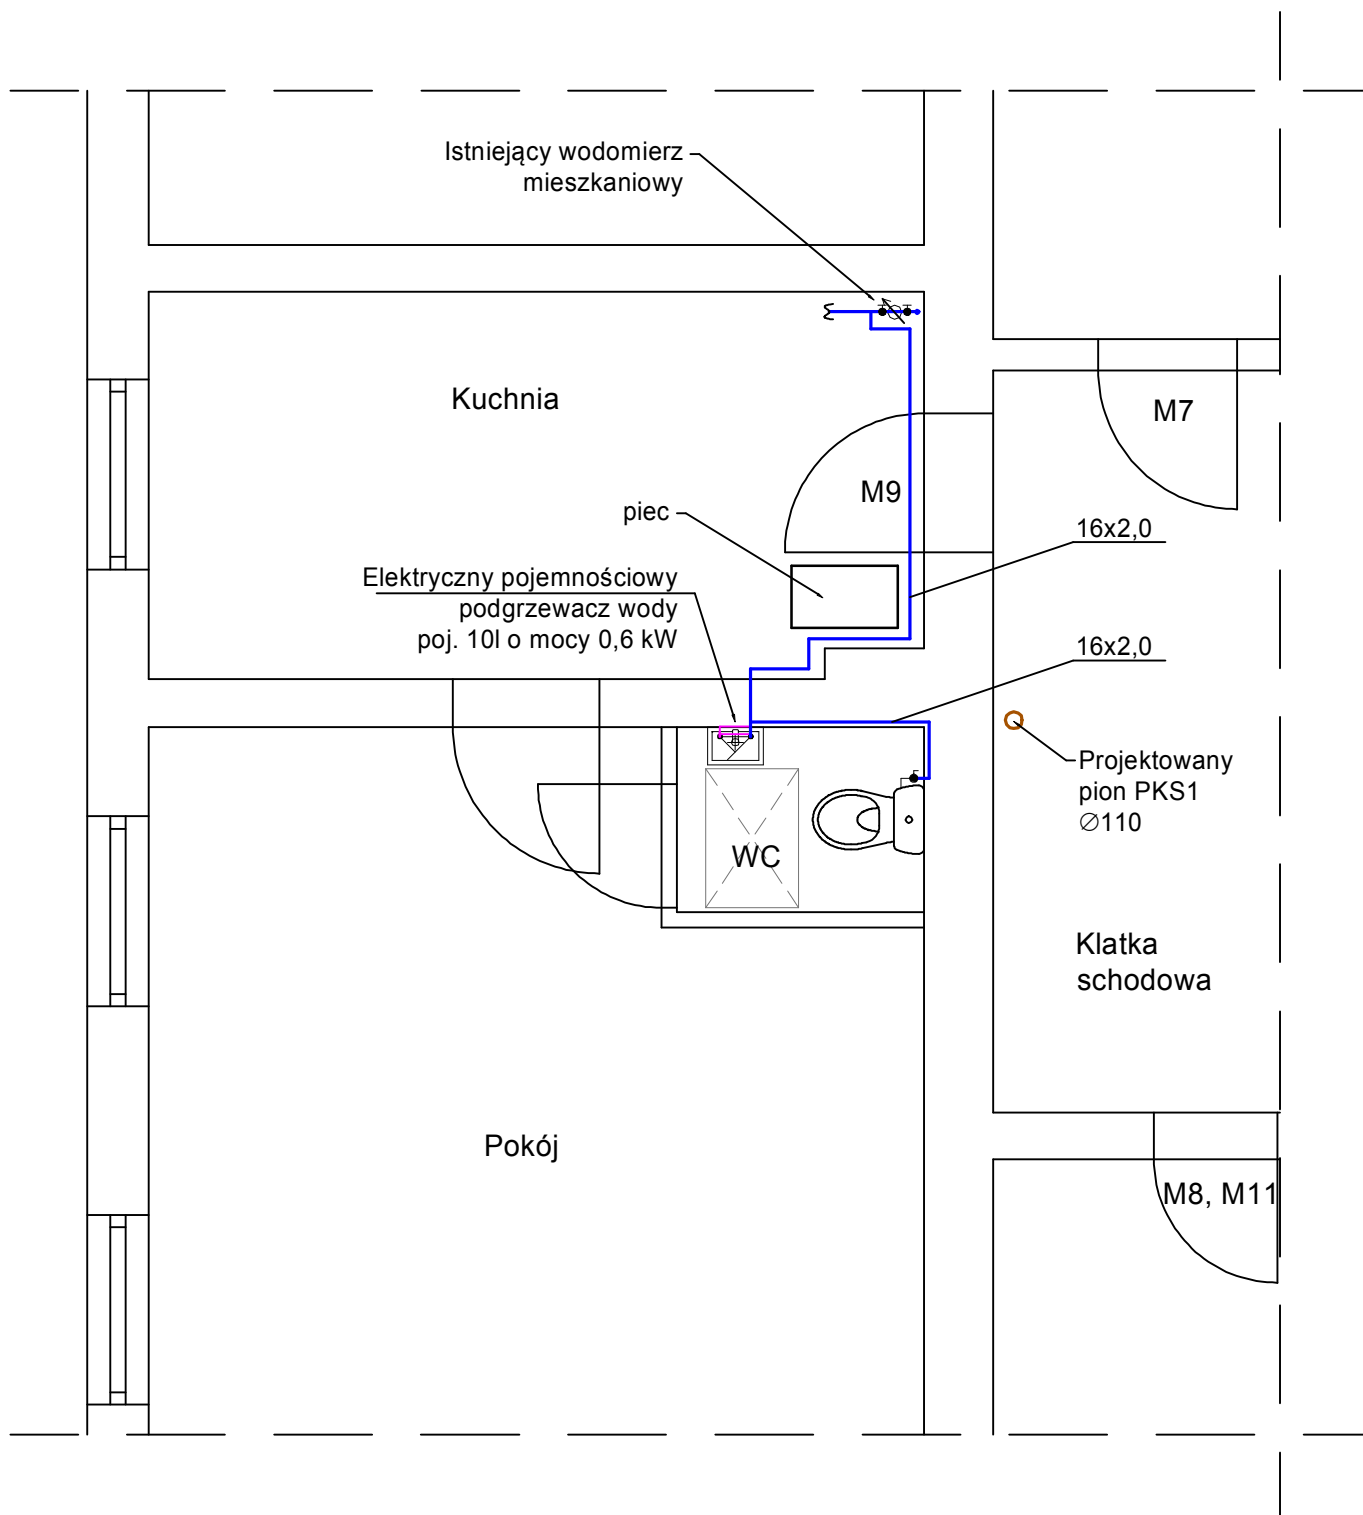 Istniejący wodomierz
mieszkaniowy
Kuchnia
M7
M9
piec
16x2,0
Elektryczny pojemnościowy
podgrzewacz wody
poj. 10l o mocy 0,6 kW
16x2,0
Projektowany
pion PKS1
∅110
WC
Klatka
schodowa
Pokój
M8, M11